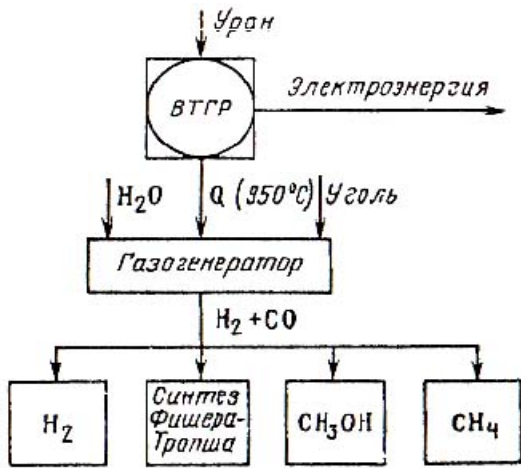 Уран
ВТГР
Электроэнергия
H₂O
Q (950°C)
Уголь
Газогенератор
H₂+CO
H₂
Синтез
Фишера-
Тропша
CH₃OH
CH₄